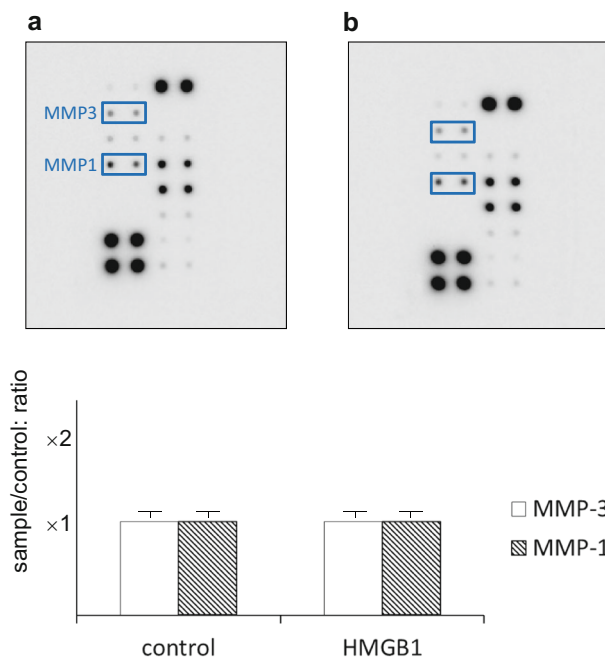 a
b
MMP3
MMP1
sample/control: ratio
×2
×1
MMP-3
MMP-1
control
HMGB1